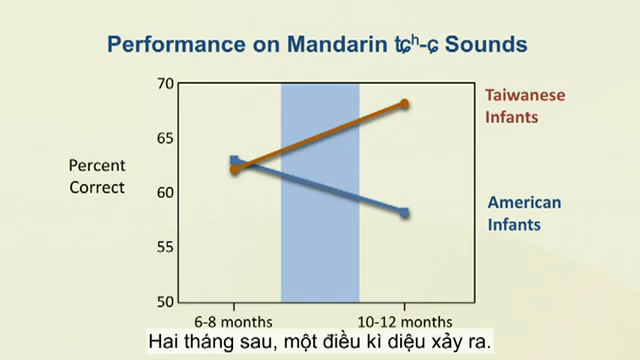 Performance on Mandarin tɕʰ-ɕ Sounds
70
65
60
55
50
Percent
Correct
Taiwanese
Infants
American
Infants
6-8 months
10-12 months
Hai tháng sau, một điều kì diệu xảy ra.